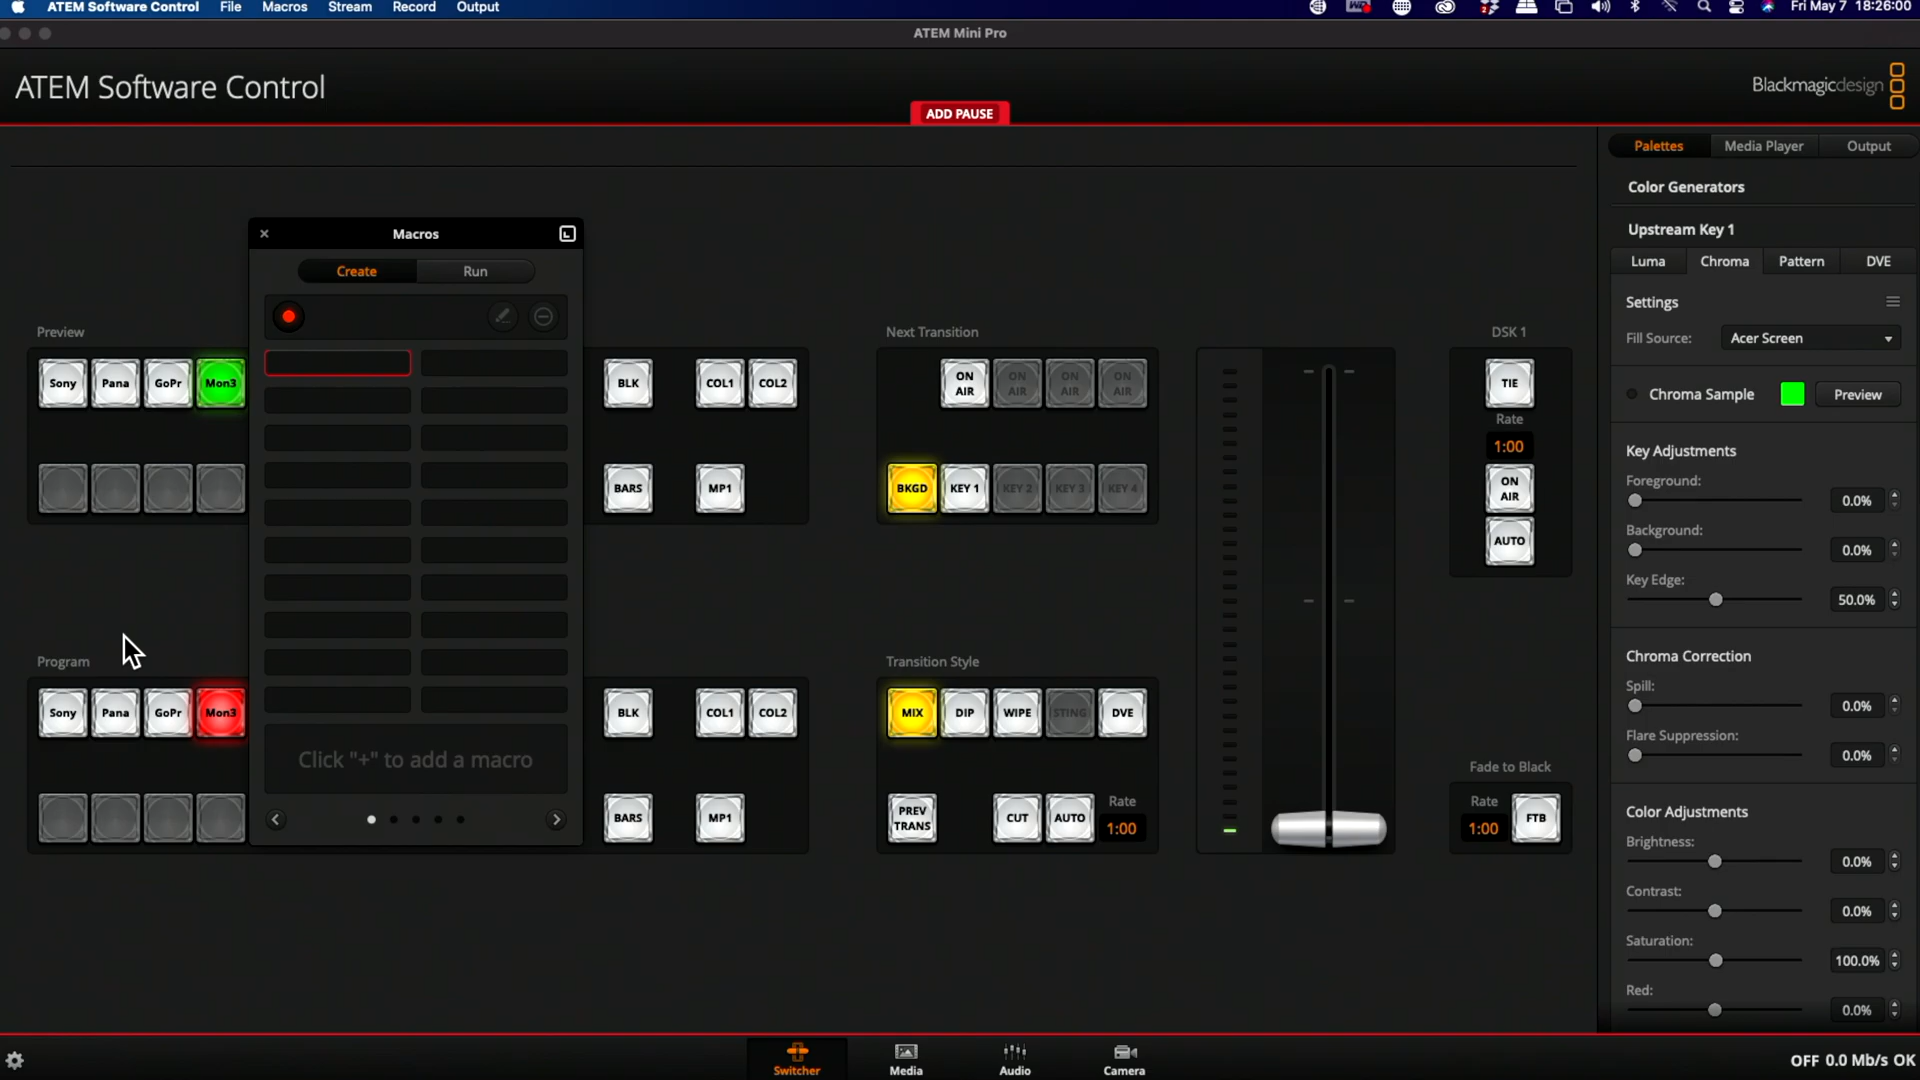 ATEM Software Control File Macros Stream Record Output Fri May 7 18:26:00
ATEM Mini Pro
ATEM Software Control
Blackmagicdesign
ADD PAUSE
Palettes Media Player Output
Color Generators
Upstream Key 1
Luma Chroma Pattern DVE
Settings
Fill Source: Acer Screen
Chroma Sample Preview
Key Adjustments
Foreground:
0.0%
Background:
0.0%
Key Edge:
50.0%
Chroma Correction
Spill:
0.0%
Flare Suppression:
0.0%
Color Adjustments
Brightness:
0.0%
Contrast:
0.0%
Saturation:
100.0%
Red:
0.0%
Macros
Create Run
Click "+" to add a macro
Preview
Sony Pana GoPr Mon3 BLK COL1 COL2
BARS MP1
Program
Sony Pana GoPr Mon3 BLK COL1 COL2
BARS MP1
Next Transition
ON AIR ON AIR ON AIR ON AIR
BKGD KEY 1 KEY 2 KEY 3 KEY 4
Transition Style
MIX DIP WIPE STING DVE
PREV TRANS CUT AUTO Rate 1:00
DSK 1
TIE
Rate
1:00
ON AIR
AUTO
Fade to Black
Rate
1:00 FTB
Switcher Media Audio Camera
OFF 0.0 Mb/s OK